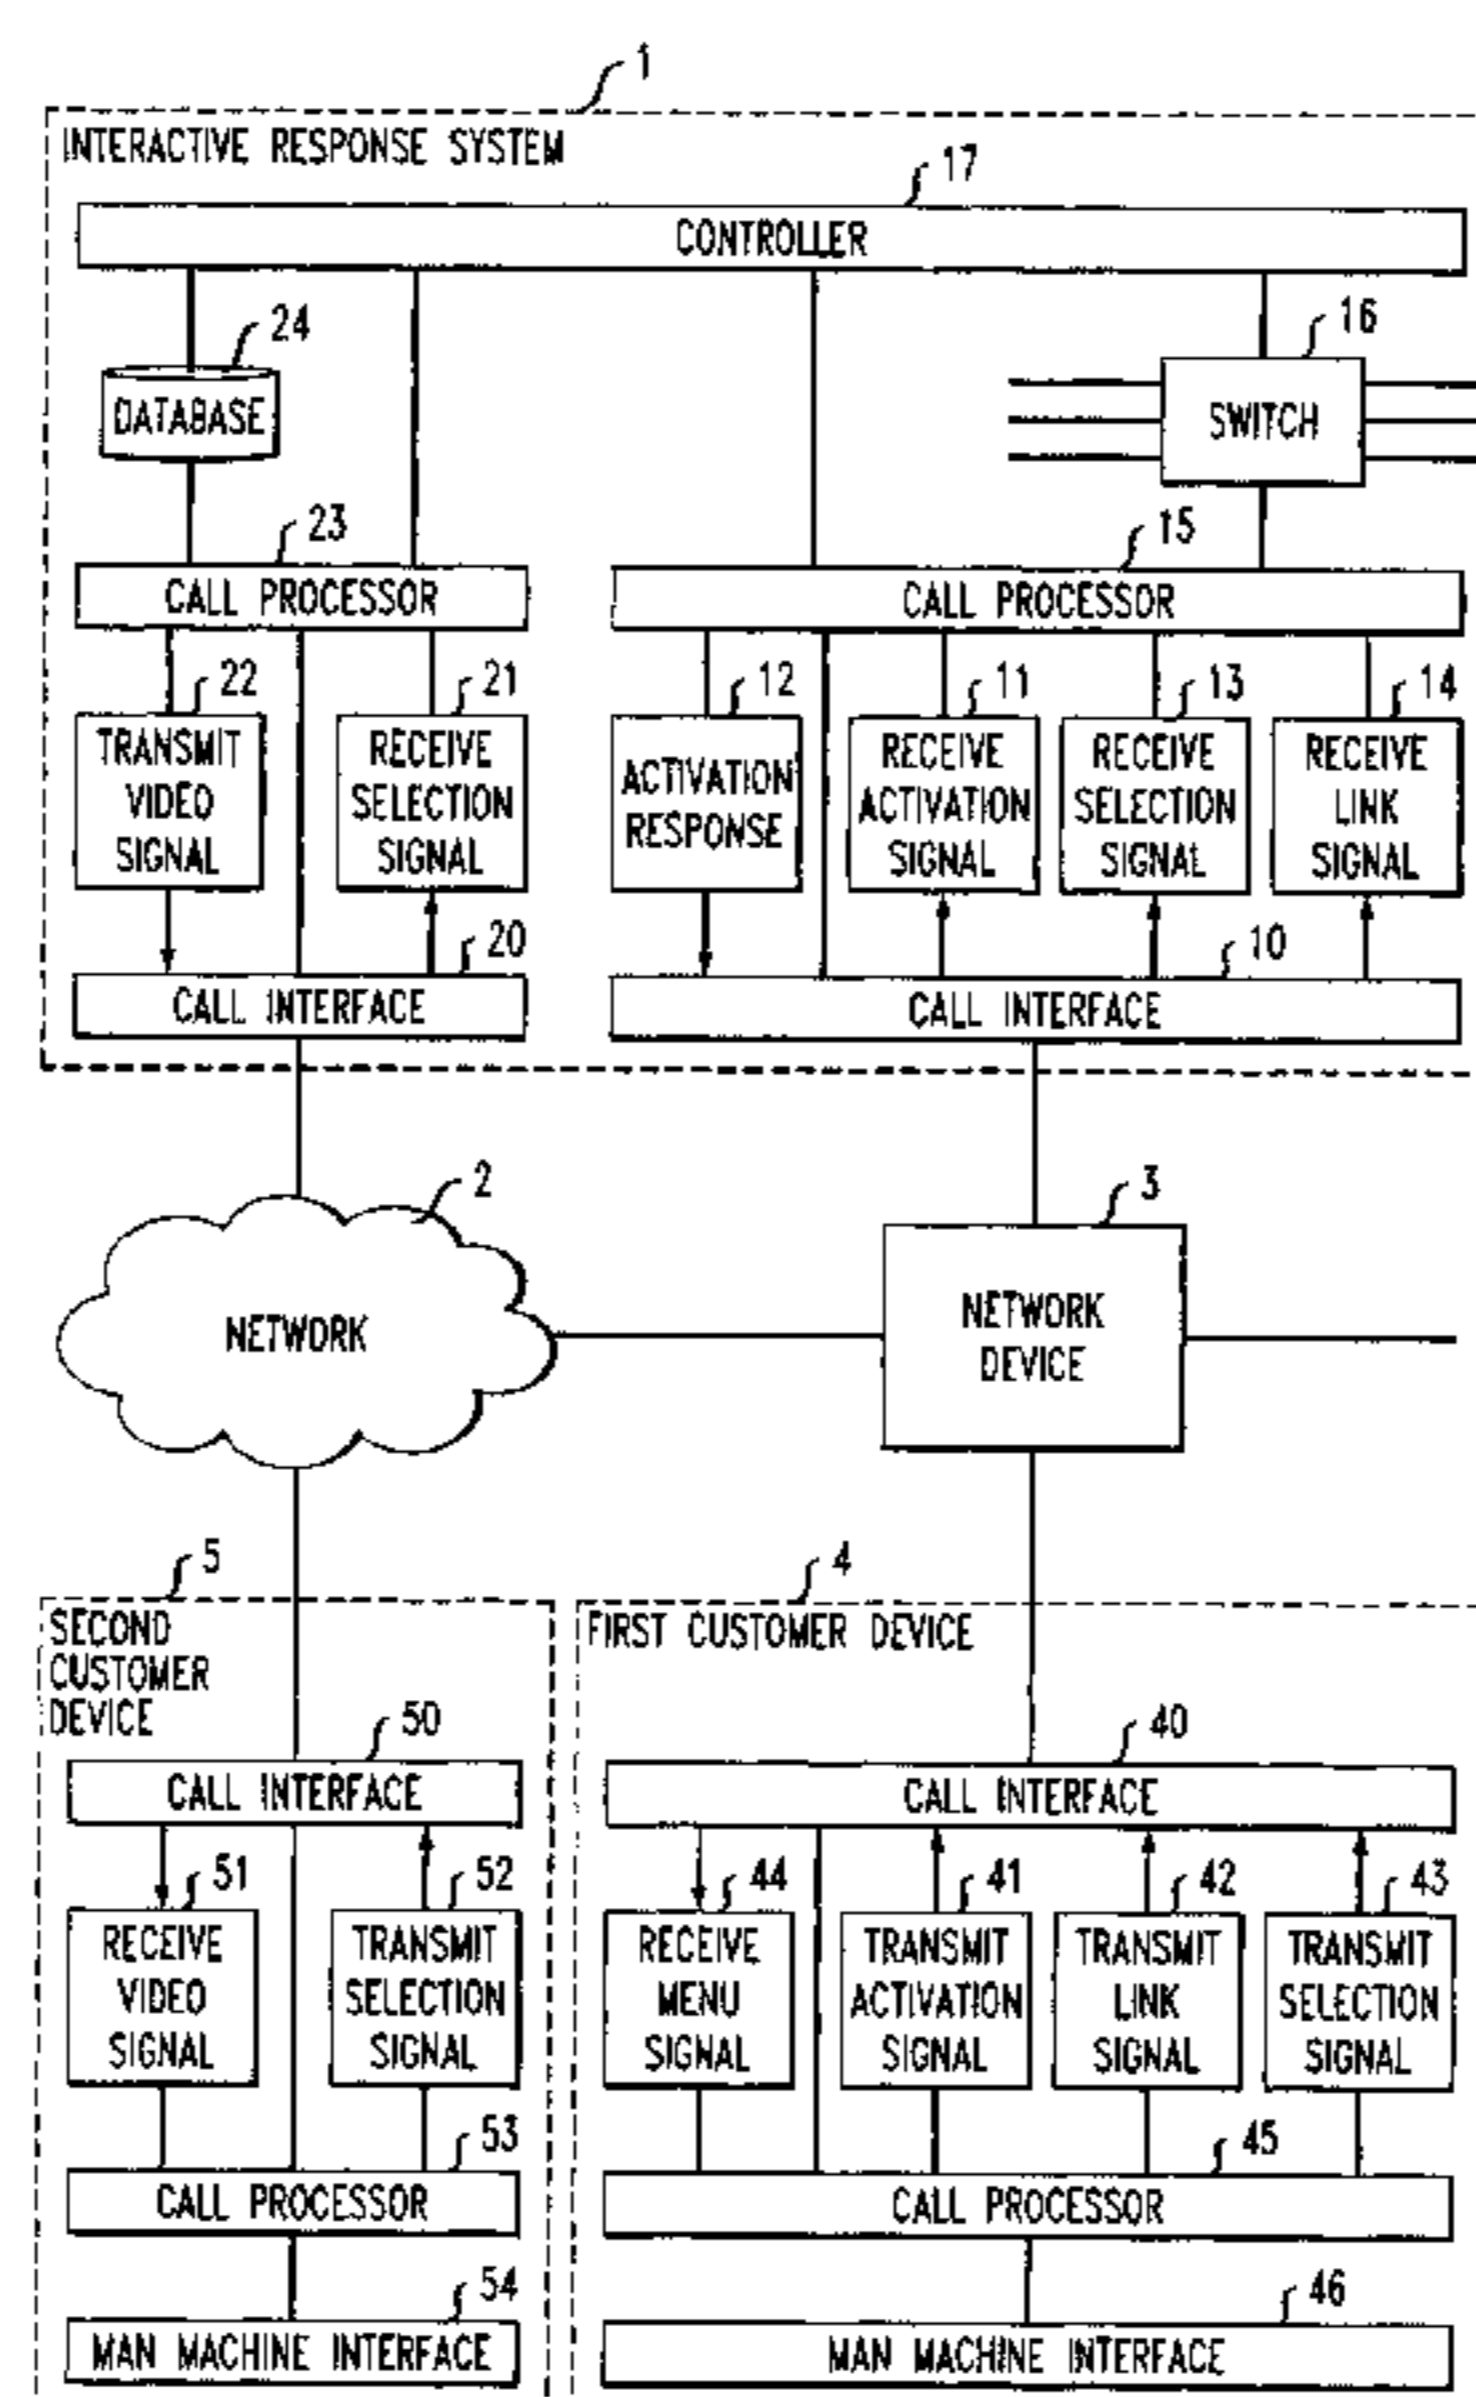 1
INTERACTIVE RESPONSE SYSTEM
17
CONTROLLER
24
16
DATABASE
SWITCH
23
15
CALL PROCESSOR
CALL PROCESSOR
22
21
12
11
13
14
TRANSMIT
VIDEO
SIGNAL
RECEIVE
SELECTION
SIGNAL
ACTIVATION
RESPONSE
RECEIVE
ACTIVATION
SIGNAL
RECEIVE
SELECTION
SIGNAL
RECEIVE
LINK
SIGNAL
20
10
CALL INTERFACE
CALL INTERFACE
2
3
NETWORK
NETWORK
DEVICE
5
4
SECOND
CUSTOMER
DEVICE
FIRST CUSTOMER DEVICE
50
40
CALL INTERFACE
CALL INTERFACE
51
52
44
41
42
43
RECEIVE
VIDEO
SIGNAL
TRANSMIT
SELECTION
SIGNAL
RECEIVE
MENU
SIGNAL
TRANSMIT
ACTIVATION
SIGNAL
TRANSMIT
LINK
SIGNAL
TRANSMIT
SELECTION
SIGNAL
53
45
CALL PROCESSOR
CALL PROCESSOR
54
46
MAN MACHINE INTERFACE
MAN MACHINE INTERFACE